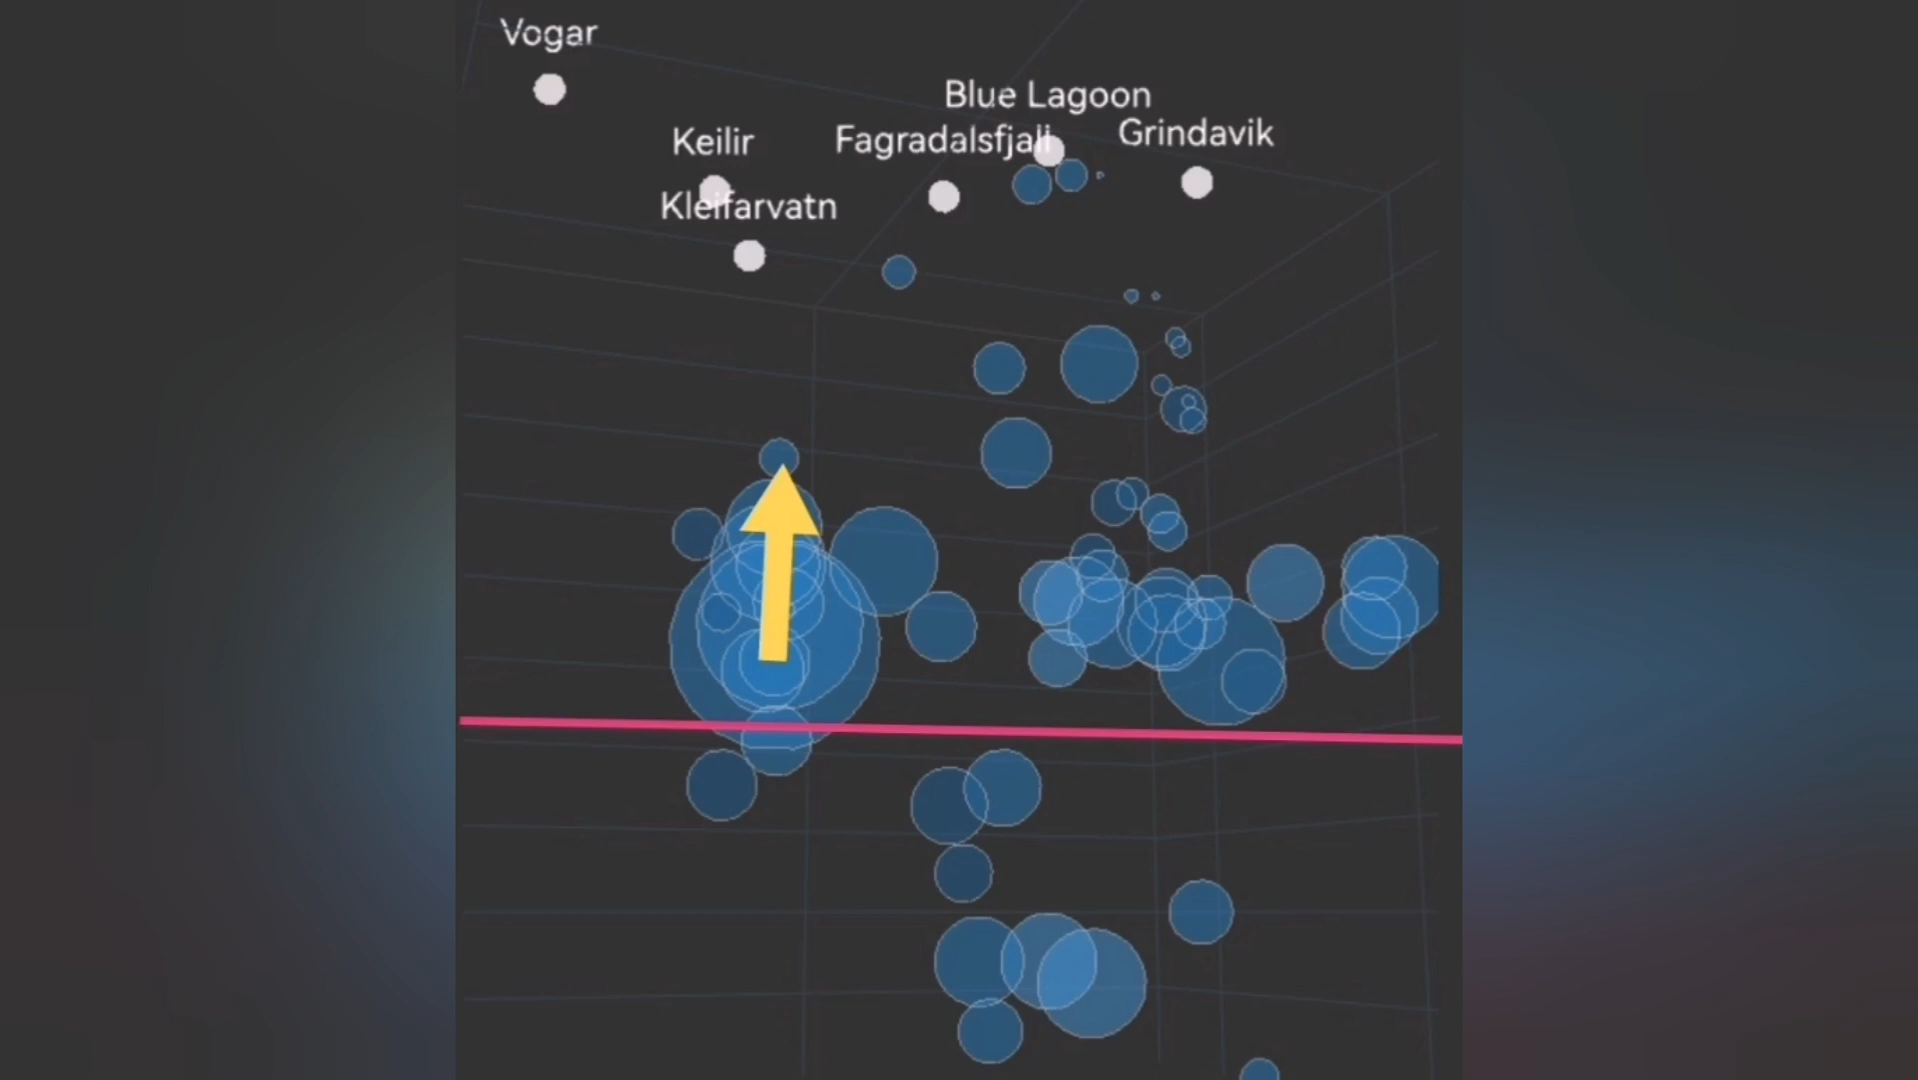 Vogar
Blue Lagoon
Keilir
Fagradalsfjall
Grindavik
Kleifarvatn